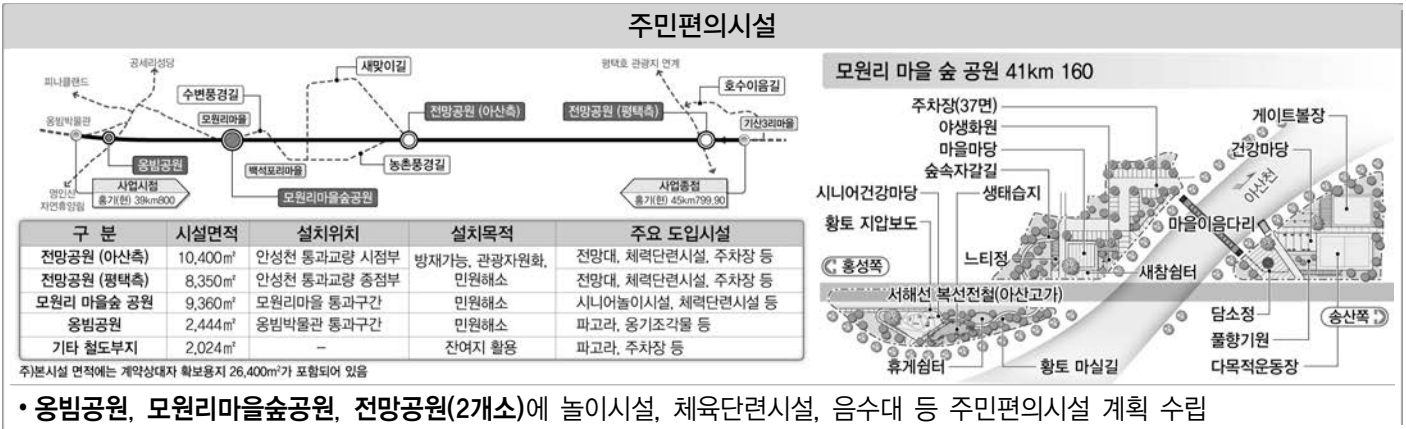 주민편의시설
공세리성당
피나클랜드
새맞이길
평택호 관광지 연계
호수이음길
수변풍경길
모원리마을
전망공원 (아산측)
전망공원 (평택측)
옹빔박물관
기산3리마을
옹빔공원
백석포리마을
농촌풍경길
영인산
자연휴양림
사업시점
홍기(현) 39km800
모원리마을숲공원
사업종점
홍기(현) 45km799.90
구 분 시설면적 설치위치 설치목적 주요 도입시설
전망공원 (아산측) 10,400㎡ 안성천 통과교량 시점부 방재가능, 관광자원화, 전망대, 체력단련시설, 주차장 등
전망공원 (평택측) 8,350㎡ 안성천 통과교량 종점부 민원해소 전망대, 체력단련시설, 주차장 등
모원리 마을숲 공원 9,360㎡ 모원리마을 통과구간 민원해소 시니어놀이시설, 체력단련시설 등
옹빔공원 2,444㎡ 옹빔박물관 통과구간 민원해소 파고라, 옹기조각물 등
기타 철도부지 2,024㎡ – 잔여지 활용 파고라, 주차장 등
주)본시설 면적에는 계약상대자 확보용지 26,400m²가 포함되어 있음
모원리 마을 숲 공원 41km 160
주차장(37면)
야생화원
마을마당
숲속자갈길
시니어건강마당
생태습지
황토 지압보도
느티정
홍성쪽
게이트볼장
건강마당
아산천
마을이음다리
새참쉼터
서해선 복선전철(아산고가)
담소정
송산쪽
풀향기원
휴게쉼터
황토 마실길
다목적운동장
• 옹빔공원, 모원리마을숲공원, 전망공원(2개소)에 놀이시설, 체육단련시설, 음수대 등 주민편의시설 계획 수립